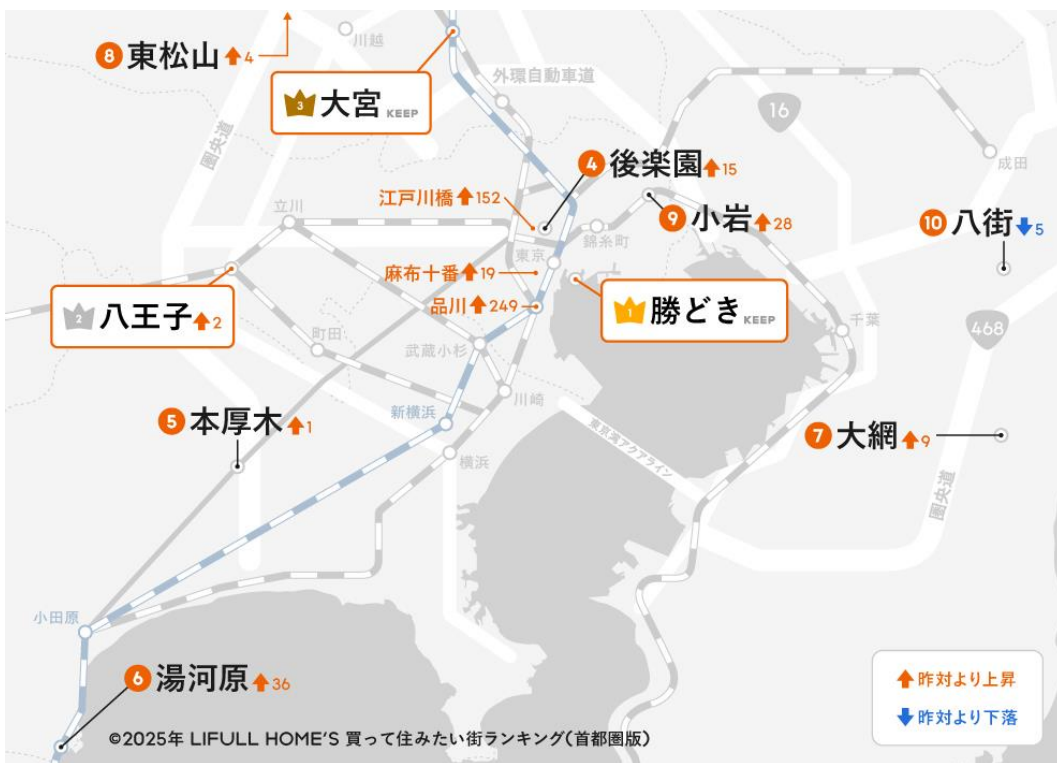 8 東松山 4
川越
外環自動車道
3 大宮 KEEP
16
圏央道
成田
4 後楽園 15
江戸川橋 152
立川
9 小岩 28
錦糸町
10 八街 5
東京
麻布十番 19
2 八王子 2
品川 249
1 勝どき KEEP
468
千葉
町田
武蔵小杉
川崎
新横浜
5 本厚木 1
7 大網 9
横浜
東京湾アクアライン
圏央道
小田原
6 湯河原 36
昨対より上昇
昨対より下落
©2025年 LIFULL HOME'S 買って住みたい街ランキング(首都圏版)